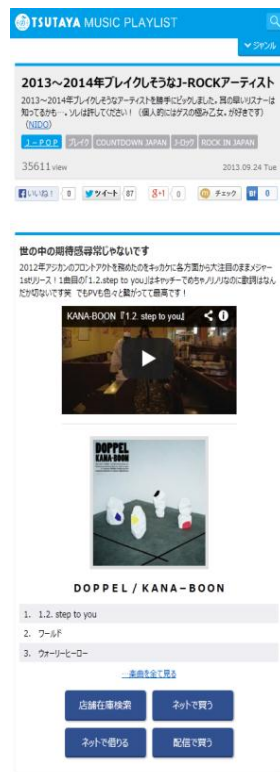 TSUTAYA MUSIC PLAYLIST
ジャンル
2013～2014年ブレイクしそうなJ-ROCKアーティスト
2013～2014年ブレイクしそうなアーティストを勝手にピックしました。耳の早いリスナーは
知ってるかも…。ソレは許してください！（個人的にはゲスの極み乙女。が好きです）
（NIDO）
J-POP ブレイク COUNTDOWN JAPAN J-ロック ROCK IN JAPAN
35611view 2013.09.24 Tue
いいね！ 0 ツイート 87 g+1 0 チェック B! 0
世の中の期待感尋常じゃないです
2012年アジカンのフロントアクトを務めたのをキッカケに各方面から大注目のままメジャー
1stリリース！1曲目の「1.2.step to you」はキャッチーでめちゃノリノリなのに歌詞はなん
だか切ないです笑 でもPVも色々と繋がってて最高です！
KANA-BOON『1.2. step to you』
DOPPEL
KANA-BOON
DOPPEL / KANA-BOON
1. 1.2. step to you
2. ワールド
3. ウォーリーヒーロー
…楽曲を全て見る
店舗在庫検索 ネットで買う
ネットで借りる 配信で買う